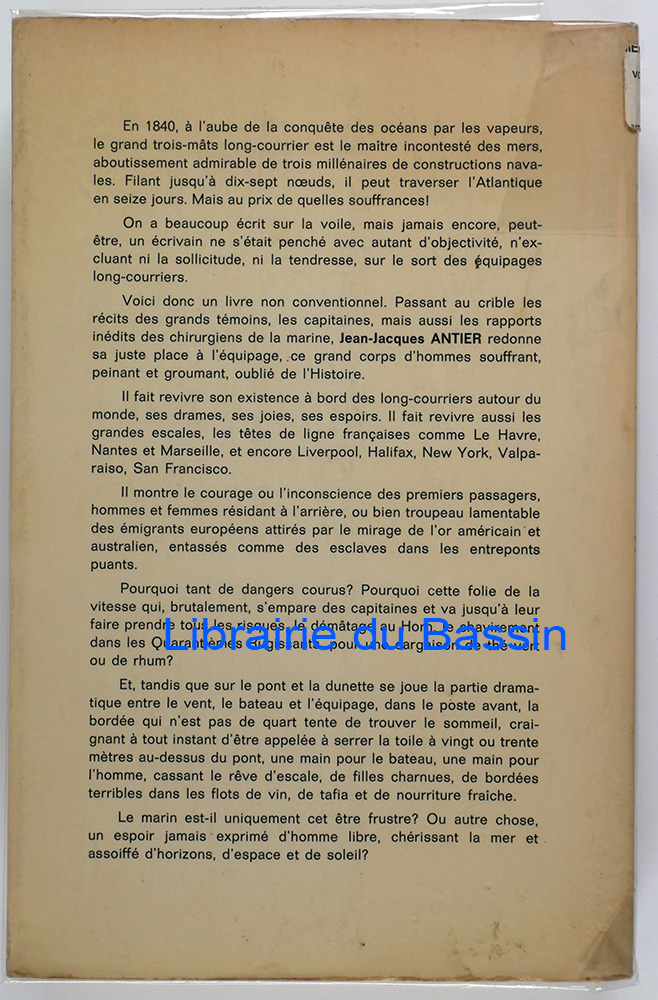 En 1840, à l'aube de la conquête des océans par les vapeurs,
le grand trois-mâts long-courrier est le maître incontesté des mers,
aboutissement admirable de trois millénaires de constructions nava-
les. Filant jusqu'à dix-sept nœuds, il peut traverser l'Atlantique
en seize jours. Mais au prix de quelles souffrances!
On a beaucoup écrit sur la voile, mais jamais encore, peut-
être, un écrivain ne s'était penché avec autant d'objectivité, n'ex-
cluant ni la sollicitude, ni la tendresse, sur le sort des équipages
long-courriers.
Voici donc un livre non conventionnel. Passant au crible les
récits des grands témoins, les capitaines, mais aussi les rapports
inédits des chirurgiens de la marine, Jean-Jacques ANTIER redonne
sa juste place à l'équipage, ce grand corps d'hommes souffrant,
peinant et groumant, oublié de l'Histoire.
Il fait revivre son existence à bord des long-courriers autour du
monde, ses drames, ses joies, ses espoirs. Il fait revivre aussi les
grandes escales, les têtes de ligne françaises comme Le Havre,
Nantes et Marseille, et encore Liverpool, Halifax, New York, Valpa-
raiso, San Francisco.
Il montre le courage ou l'inconscience des premiers passagers,
hommes et femmes résidant à l'arrière, ou bien troupeau lamentable
des émigrants européens attirés par le mirage de l'or américain et
australien, entassés comme des esclaves dans les entreponts
puants.
Pourquoi tant de dangers courus? Pourquoi cette folie de la
vitesse qui, brutalement, s'empare des capitaines et va jusqu'à leur
faire prendre tous les risques, le démâtage au Horn, le chavirement
dans les Quarantièmes Rugissants, pour une cargaison de thé vert
ou de rhum?
Librairie du Bassin
Et, tandis que sur le pont et la dunette se joue la partie drama-
tique entre le vent, le bateau et l'équipage, dans le poste avant, la
bordée qui n'est pas de quart tente de trouver le sommeil, crai-
gnant à tout instant d'être appelée à serrer la toile à vingt ou trente
mètres au-dessus du pont, une main pour le bateau, une main pour
l'homme, cassant le rêve d'escale, de filles charnues, de bordées
terribles dans les flots de vin, de tafia et de nourriture fraîche.
Le marin est-il uniquement cet être frustre? Ou autre chose,
un espoir jamais exprimé d'homme libre, chérissant la mer et
assoiffé d'horizons, d'espace et de soleil?